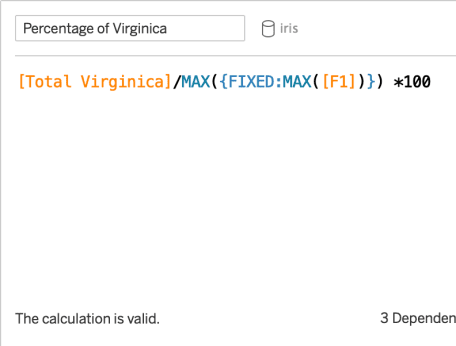 Percentage of Virginica iris
[Total Virginica]/MAX({FIXED:MAX([F1])}) *100
The calculation is valid. 3 Dependen